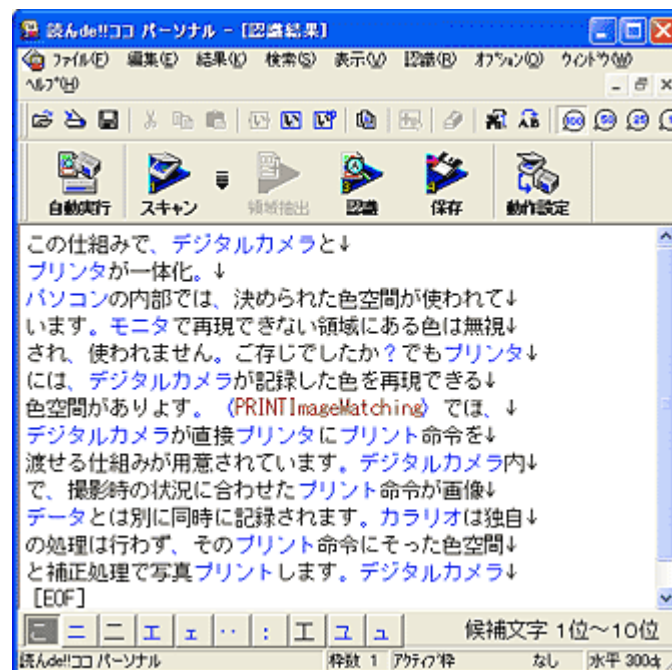 読んde!!ココ パーソナル - [認識結果]
ファイル(F) 編集(E) 結果(K) 検索(S) 表示(V) 認識(R) オプション(O) ウィンドウ(W)
ヘルプ(H)
自動実行 スキャン 領域抽出 認識 保存 動作設定
この仕組みで、デジタルカメラと↓
プリンタが一体化。↓
パソコンの内部では、決められた色空間が使われて↓
います。モニタで再現できない領域にある色は無視↓
され、使われません。ご存じでしたか?でもプリンタ↓
には、デジタルカメラが記録した色を再現できる↓
色空間がありよす。(PRINTImageMatching)でほ、↓
デジタルカメラが直接プリンタにプリント命令を↓
渡せる仕組みが用意されています。デジタルカメラ内↓
で、撮影時の状況に合わせたプリント命令が画像↓
データとは別に同時に記録されます。カラリオは独自↓
の処理は行わず、そのプリント命令にそった色空間↓
と補正処理で写真プリントします。デジタルカメラ↓
[EOF]
こ ニ 二 エ ェ ‥ : 工 ユ ュ 候補文字 1位~10位
読んde!!ココ パーソナル 枠数 1 アクティブ枠 なし 水平 300